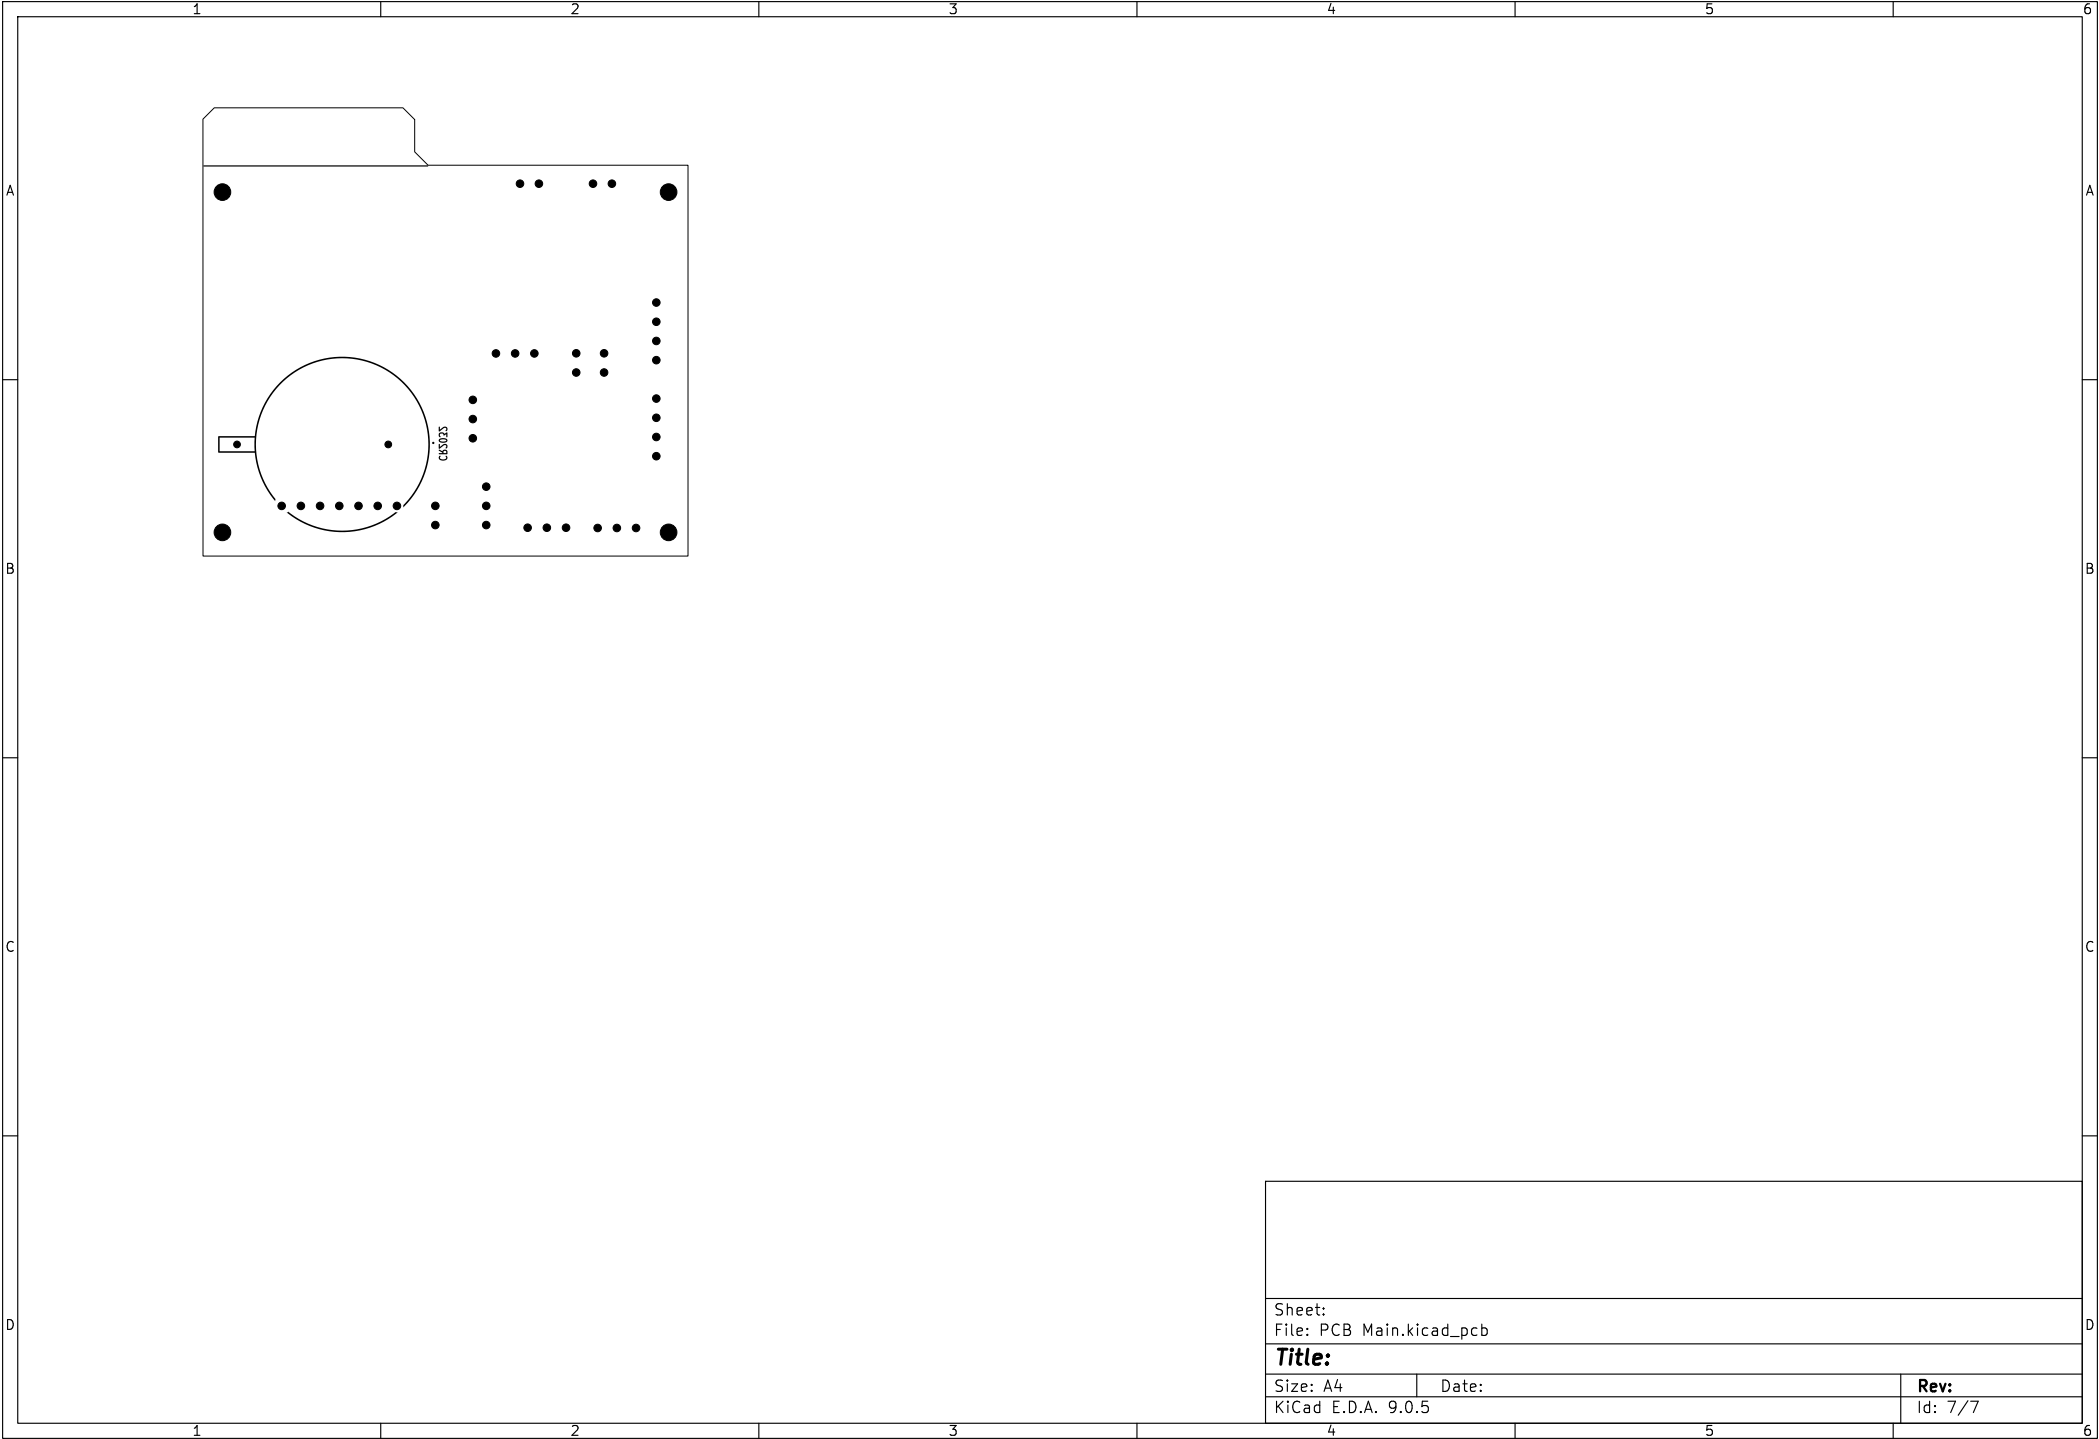 1 2 3 4 5 6
A A
CR2032
B B
C C
Sheet:
File: PCB Main.kicad_pcb
D D
Title:
Size: A4 Date: Rev:
KiCad E.D.A. 9.0.5 Id: 7/7
1 2 3 4 5 6